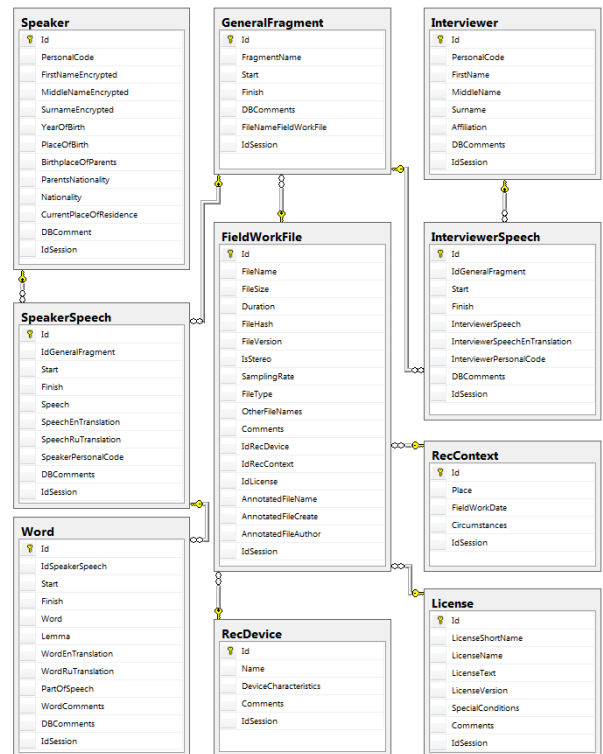 Speaker
Id
PersonalCode
FirstNameEncrypted
MiddleNameEncrypted
SurnameEncrypted
YearOfBirth
PlaceOfBirth
BirthplaceOfParents
ParentsNationality
Nationality
CurrentPlaceOfResidence
DBComment
IdSession
GeneralFragment
Id
FragmentName
Start
Finish
DBComments
FileNameFieldWorkFile
IdSession
Interviewer
Id
PersonalCode
FirstName
MiddleName
Surname
Affiliation
DBComments
IdSession
SpeakerSpeech
Id
IdGeneralFragment
Start
Finish
Speech
SpeechEnTranslation
SpeechRuTranslation
SpeakerPersonalCode
DBComments
IdSession
FieldWorkFile
Id
FileName
FileSize
Duration
FileHash
FileVersion
IsStereo
SamplingRate
FileType
OtherFileNames
Comments
IdRecDevice
IdRecContext
IdLicense
AnnotatedFileName
AnnotatedFileCreate
AnnotatedFileAuthor
IdSession
InterviewerSpeech
Id
IdGeneralFragment
Start
Finish
InterviewerSpeech
InterviewerSpeechEnTranslation
InterviewerPersonalCode
DBComments
IdSession
RecContext
Id
Place
FieldWorkDate
Circumstances
IdSession
Word
Id
IdSpeakerSpeech
Start
Finish
Word
Lemma
WordEnTranslation
WordRuTranslation
PartOfSpeech
WordComments
DBComments
IdSession
RecDevice
Id
Name
DeviceCharacteristics
Comments
IdSession
License
Id
LicenseShortName
LicenseName
LicenseText
LicenseVersion
SpecialConditions
Comments
IdSession